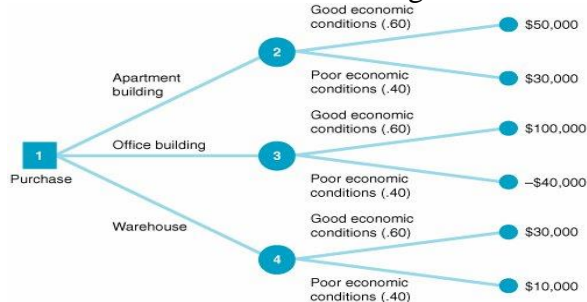 Good economic
conditions (.60)
$50,000
2
Apartment
building
Poor economic
conditions (.40)
$30,000
Good economic
conditions (.60)
$100,000
1
Office building
3
Purchase
Poor economic
conditions (.40)
–$40,000
Good economic
conditions (.60)
$30,000
Warehouse
4
Poor economic
conditions (.40)
$10,000